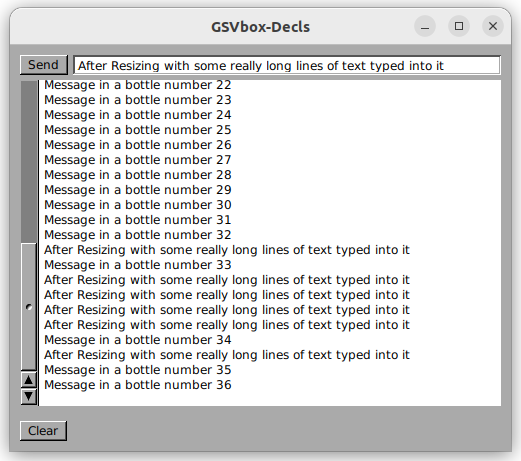 GSVbox-Decls
Send
After Resizing with some really long lines of text typed into it
Message in a bottle number 22
Message in a bottle number 23
Message in a bottle number 24
Message in a bottle number 25
Message in a bottle number 26
Message in a bottle number 27
Message in a bottle number 28
Message in a bottle number 29
Message in a bottle number 30
Message in a bottle number 31
Message in a bottle number 32
After Resizing with some really long lines of text typed into it
Message in a bottle number 33
After Resizing with some really long lines of text typed into it
After Resizing with some really long lines of text typed into it
After Resizing with some really long lines of text typed into it
After Resizing with some really long lines of text typed into it
Message in a bottle number 34
After Resizing with some really long lines of text typed into it
Message in a bottle number 35
Message in a bottle number 36
Clear